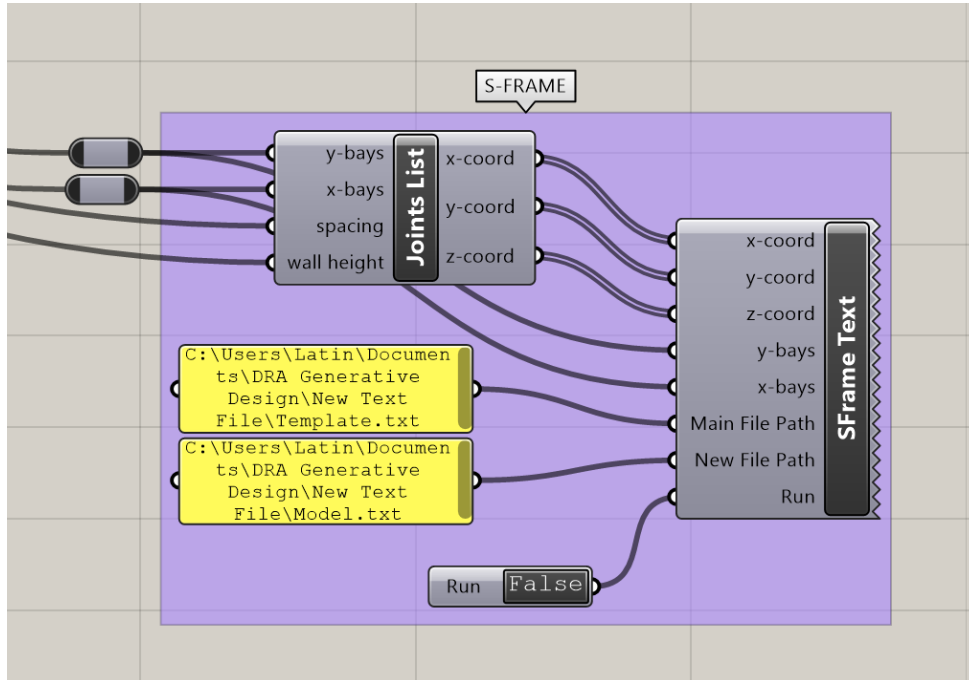 S-FRAME
y-bays
x-bays
spacing
wall height
Joints List
x-coord
y-coord
z-coord
x-coord
y-coord
z-coord
y-bays
x-bays
Main File Path
New File Path
Run
SFrame Text
C:\Users\Latin\Documen
ts\DRA Generative
Design\New Text
File\Template.txt
C:\Users\Latin\Documen
ts\DRA Generative
Design\New Text
File\Model.txt
Run
False